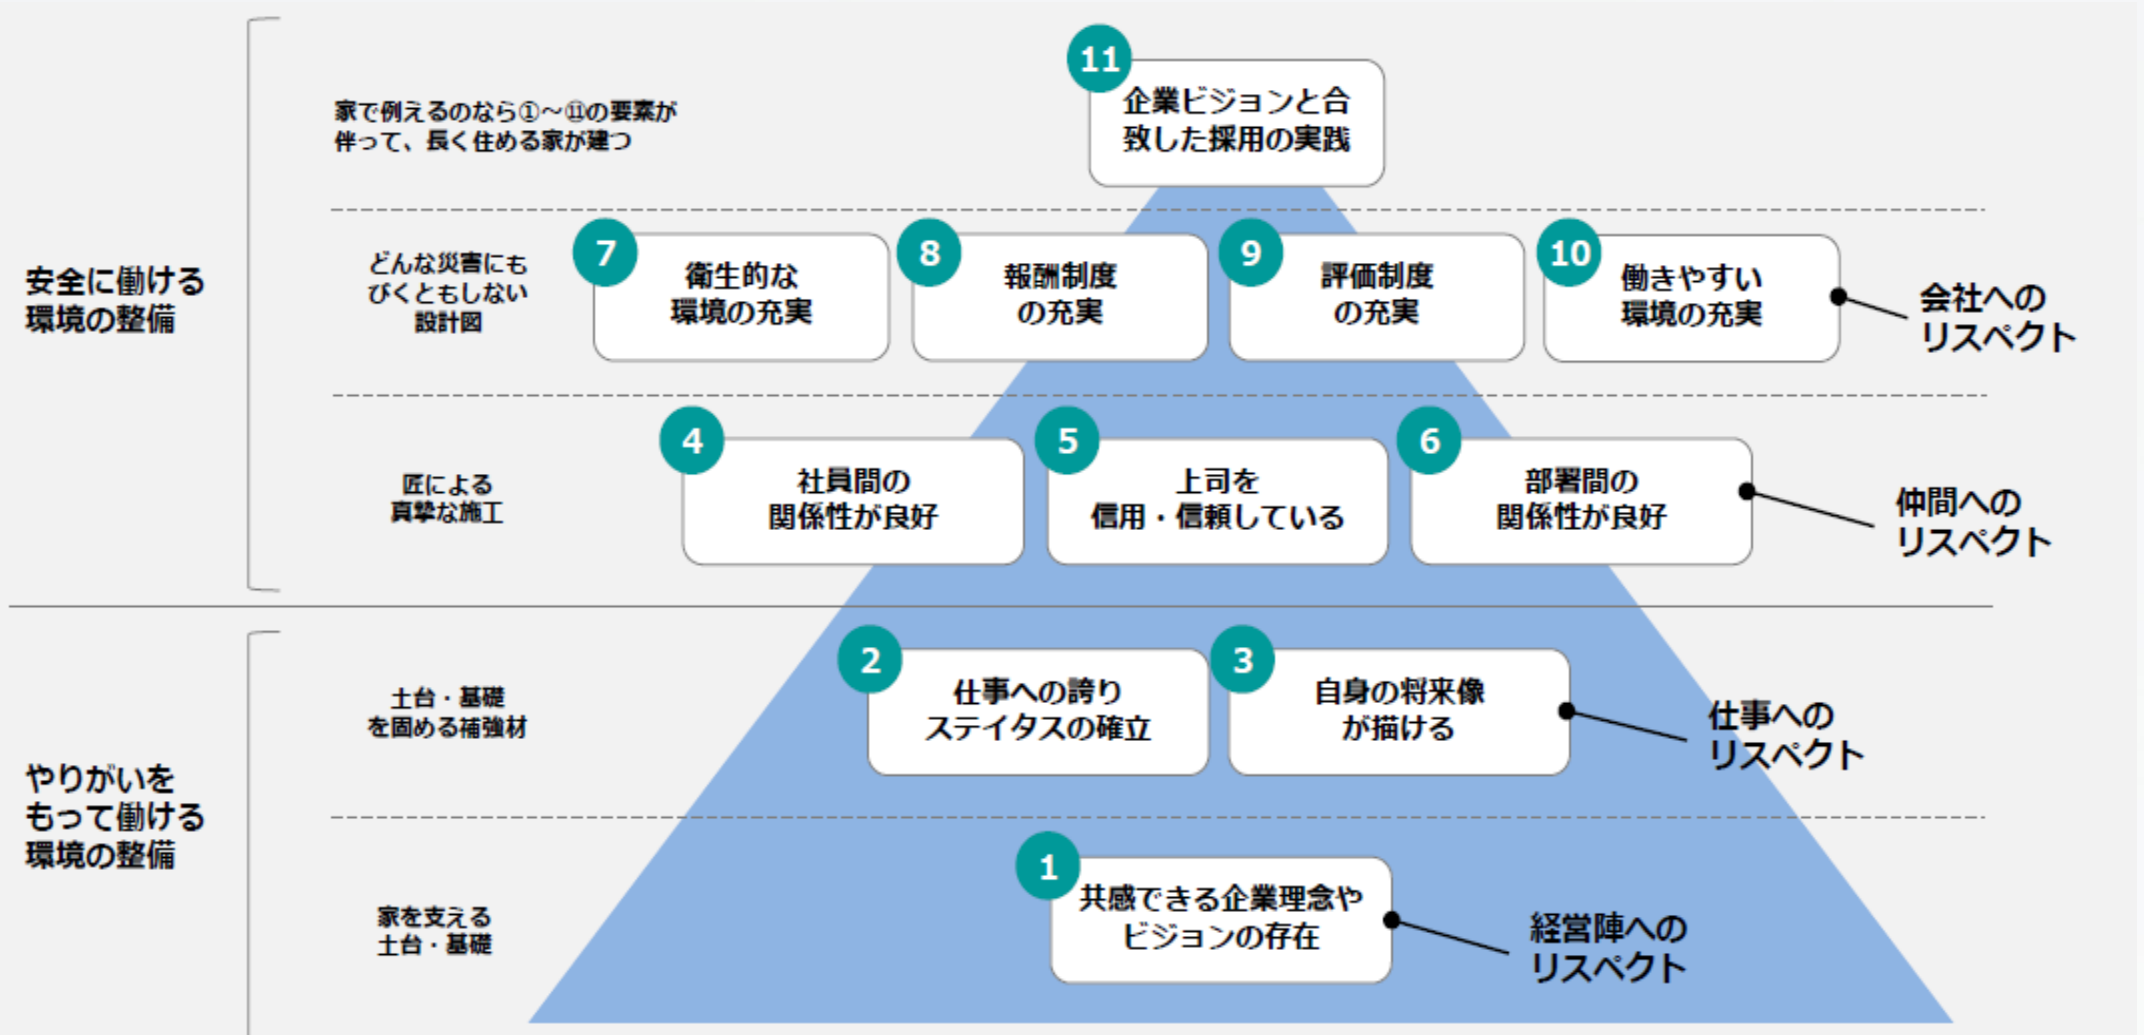 11
企業ビジョンと合
致した採用の実践
家で例えるのなら①～⑪の要素が
伴って、長く住める家が建つ
安全に働ける
環境の整備
どんな災害にも
びくともしない
設計図
7
衛生的な
環境の充実
8
報酬制度
の充実
9
評価制度
の充実
10
働きやすい
環境の充実
会社への
リスペクト
匠による
真摯な施工
4
社員間の
関係性が良好
5
上司を
信用・信頼している
6
部署間の
関係性が良好
仲間への
リスペクト
やりがいを
もって働ける
環境の整備
土台・基礎
を固める補強材
2
仕事への誇り
ステイタスの確立
3
自身の将来像
が描ける
仕事への
リスペクト
家を支える
土台・基礎
1
共感できる企業理念や
ビジョンの存在
経営陣への
リスペクト